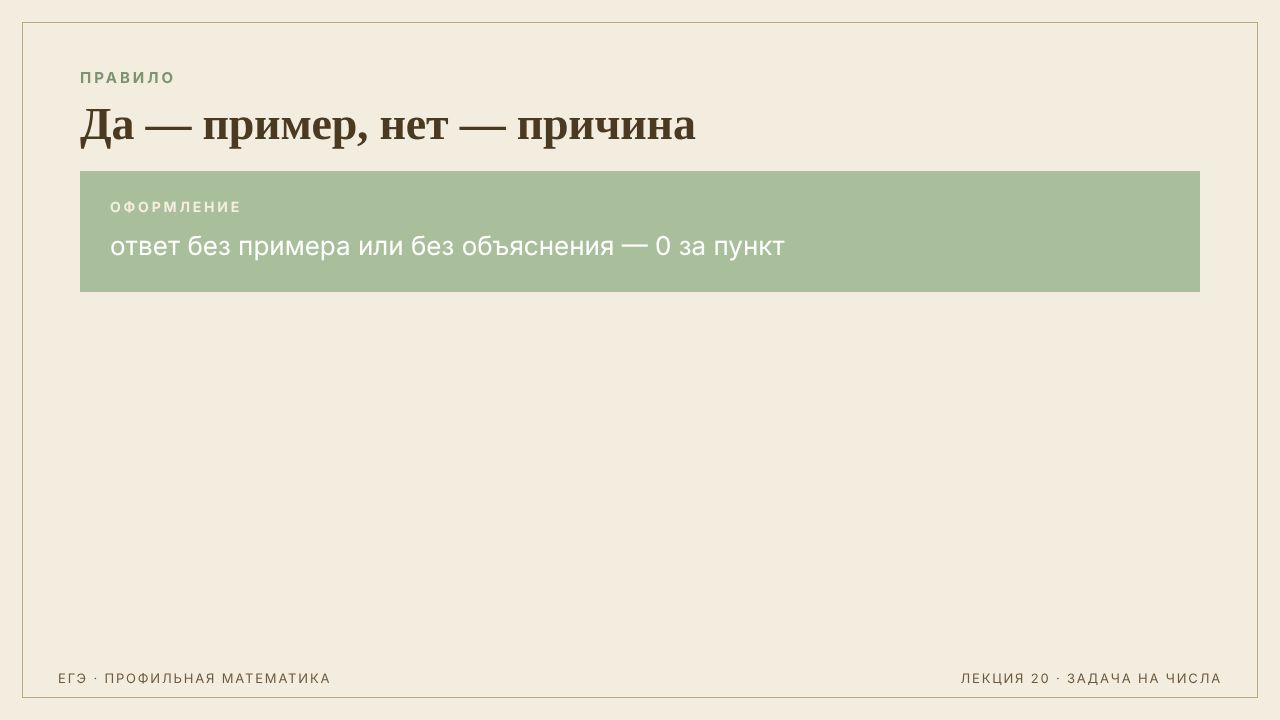 ПРАВИЛО
Да — пример, нет — причина
ОФОРМЛЕНИЕ
ответ без примера или без объяснения — 0 за пункт
ЕГЭ · ПРОФИЛЬНАЯ МАТЕМАТИКА
ЛЕКЦИЯ 20 · ЗАДАЧА НА ЧИСЛА